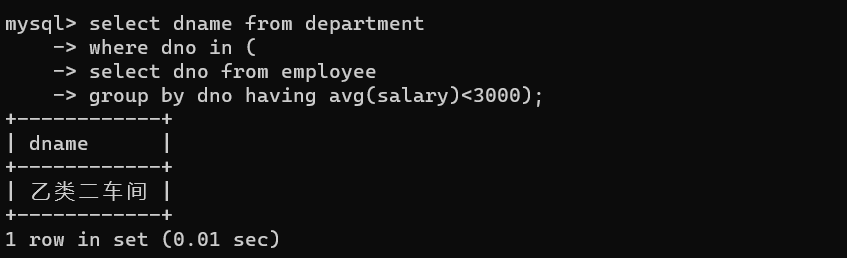 mysql> select dname from department
    -> where dno in (
    -> select dno from employee
    -> group by dno having avg(salary)<3000);
+------------+
| dname      |
+------------+
| 乙类二车间 |
+------------+
1 row in set (0.01 sec)